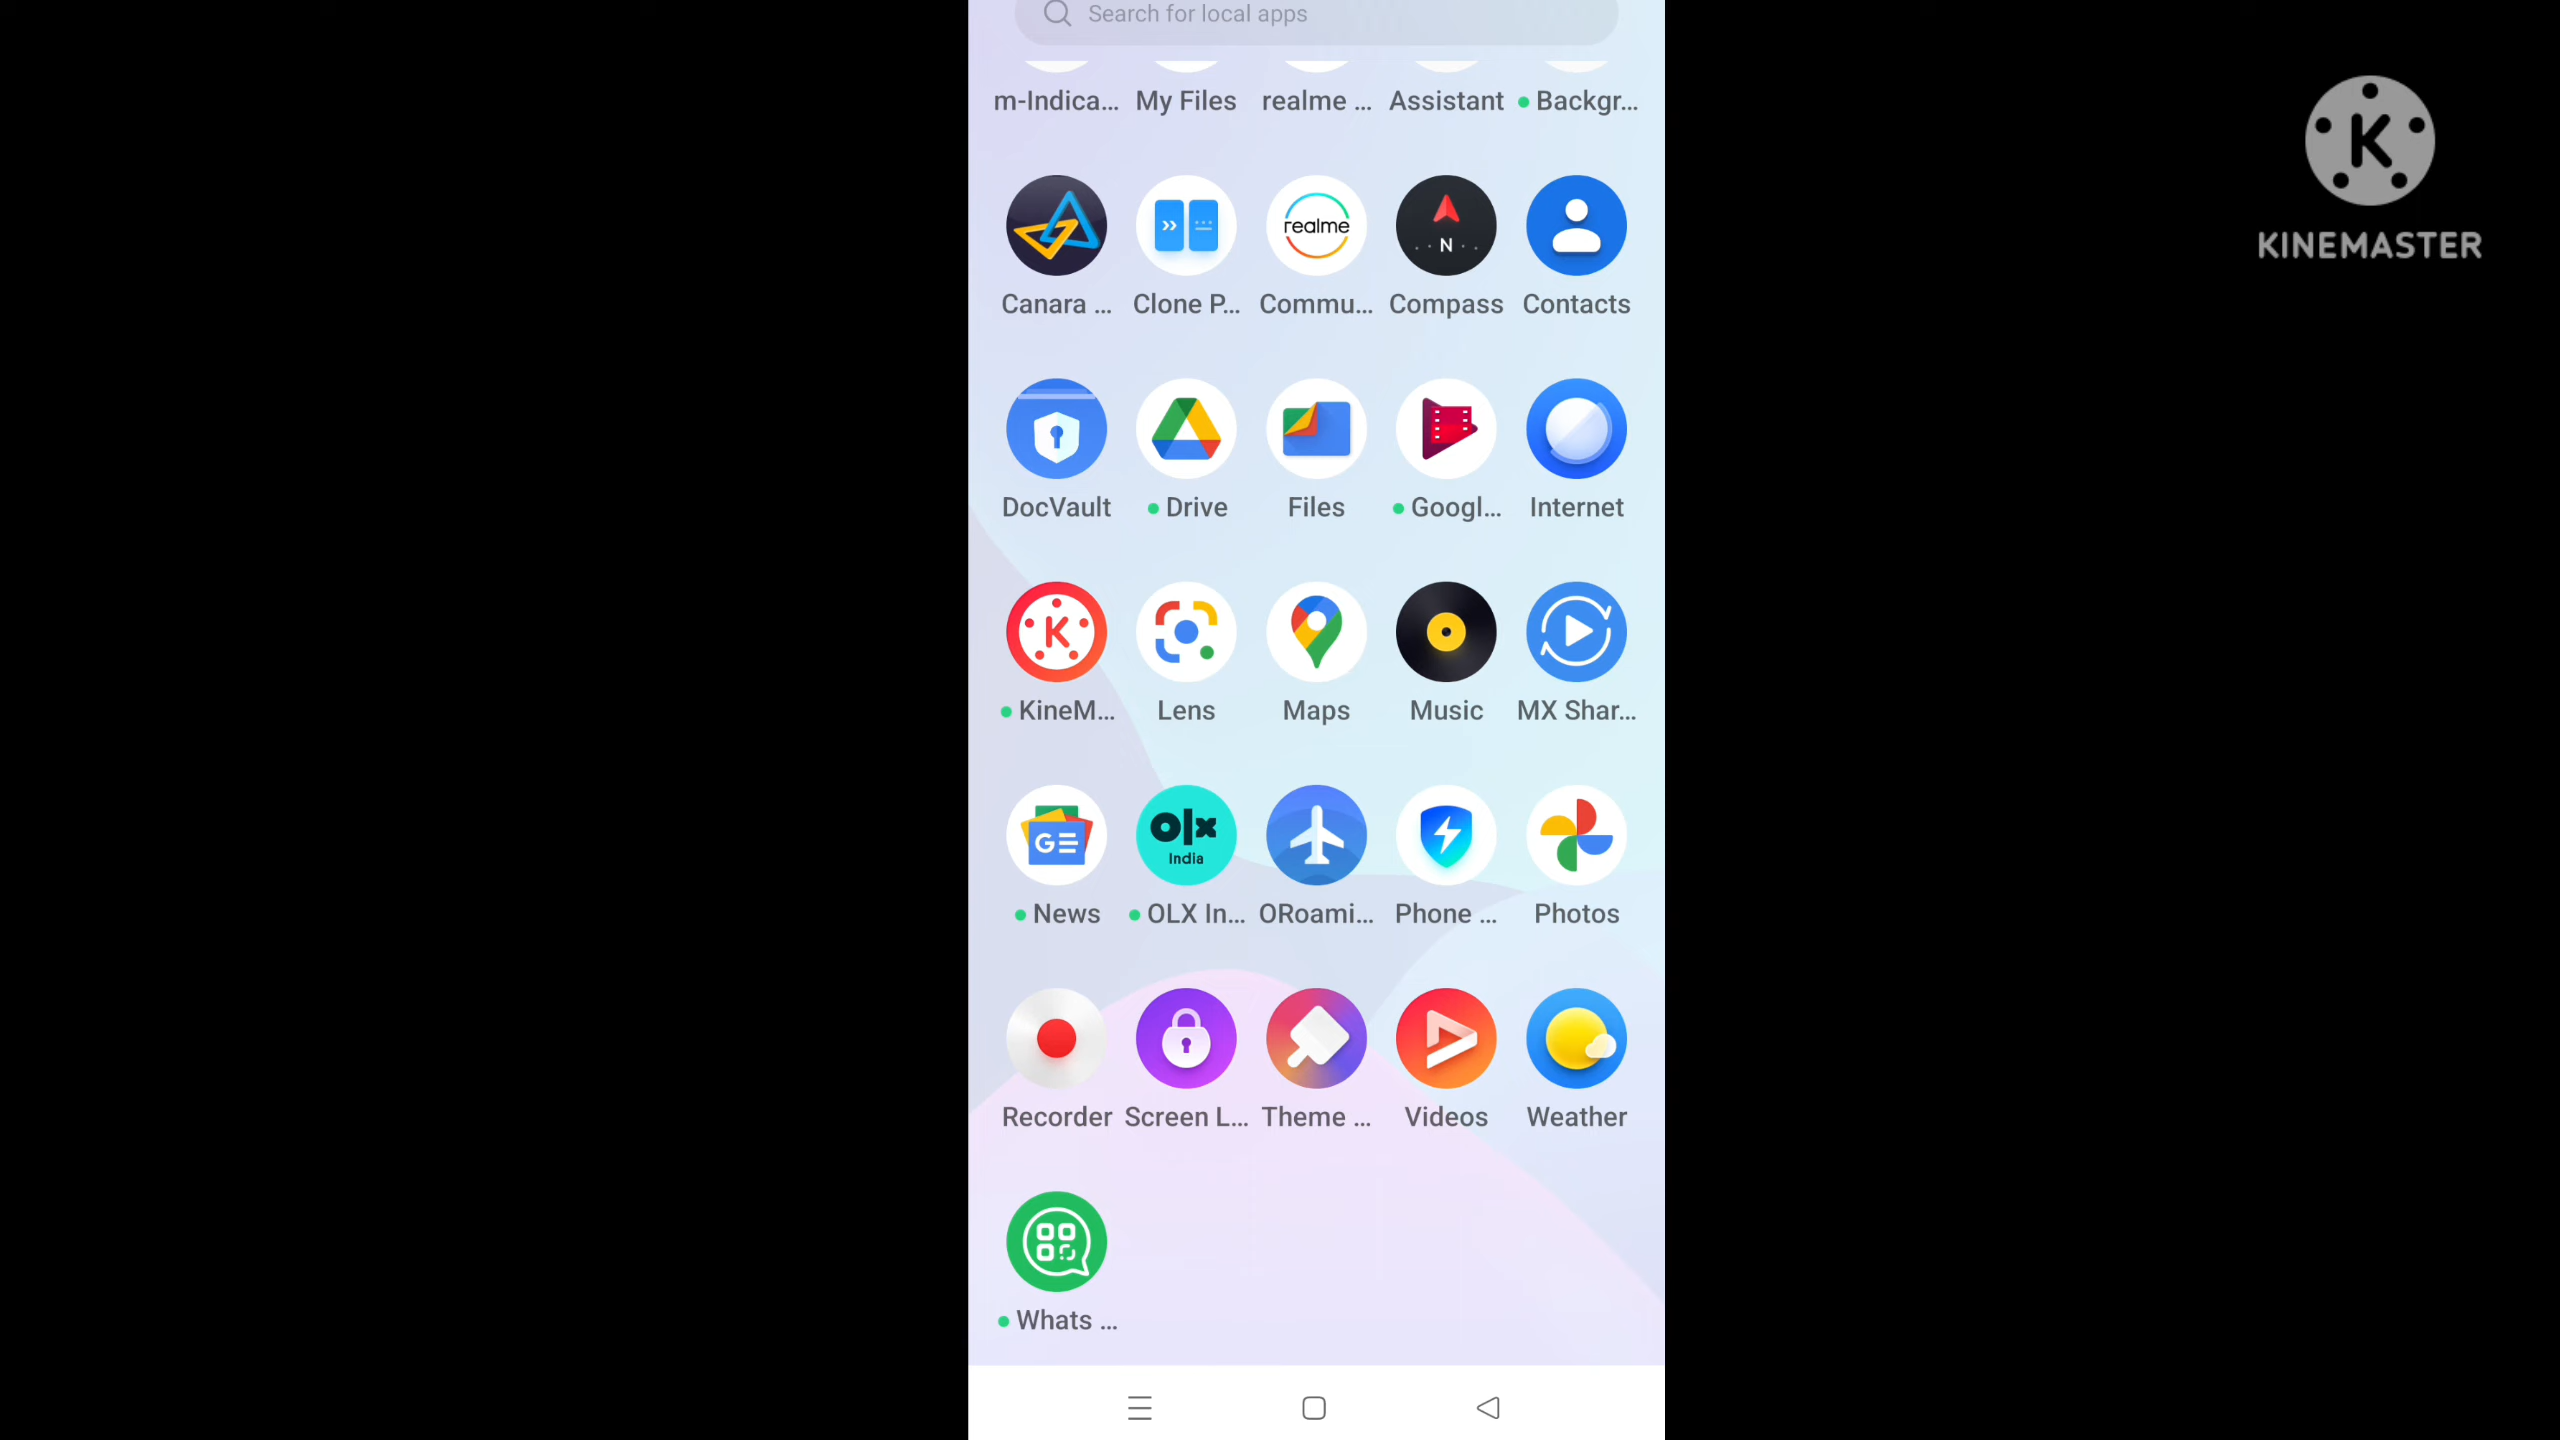 Search for local apps
m-Indica... My Files realme ... Assistant Backgr...
realme
N
Canara ... Clone P... Commu... Compass Contacts
DocVault Drive Files Googl... Internet
K
KineM... Lens Maps Music MX Shar...
GE
olx
India
News OLX In... ORoami... Phone ... Photos
Recorder Screen L... Theme ... Videos Weather
Whats ...
K
KINEMASTER